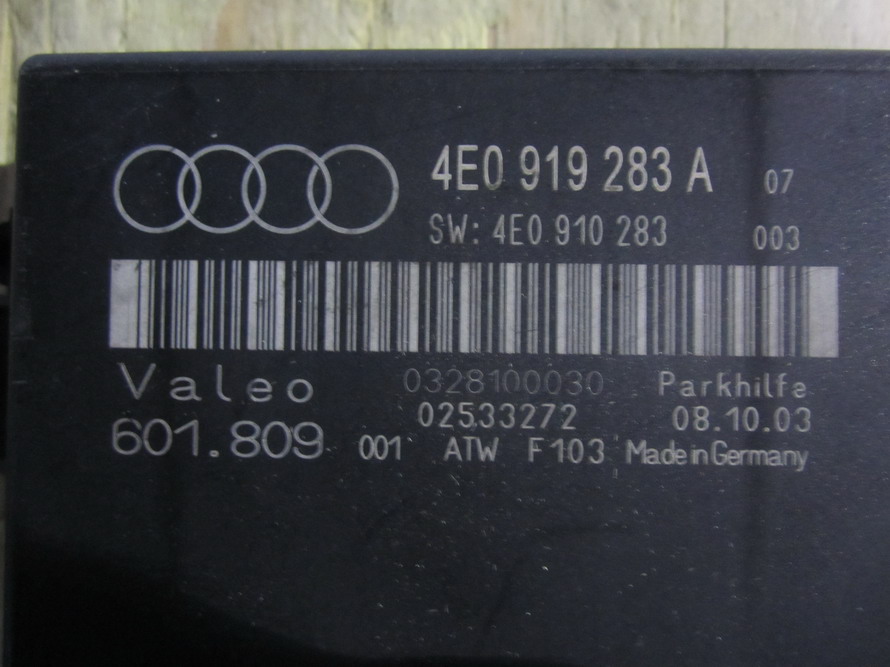 4E0 919 283 A 07
SW: 4E0 910 283 003
Valeo 0328100030 Parkhilfe
02533272 08.10.03
601.809 001 ATW F103 Made in Germany